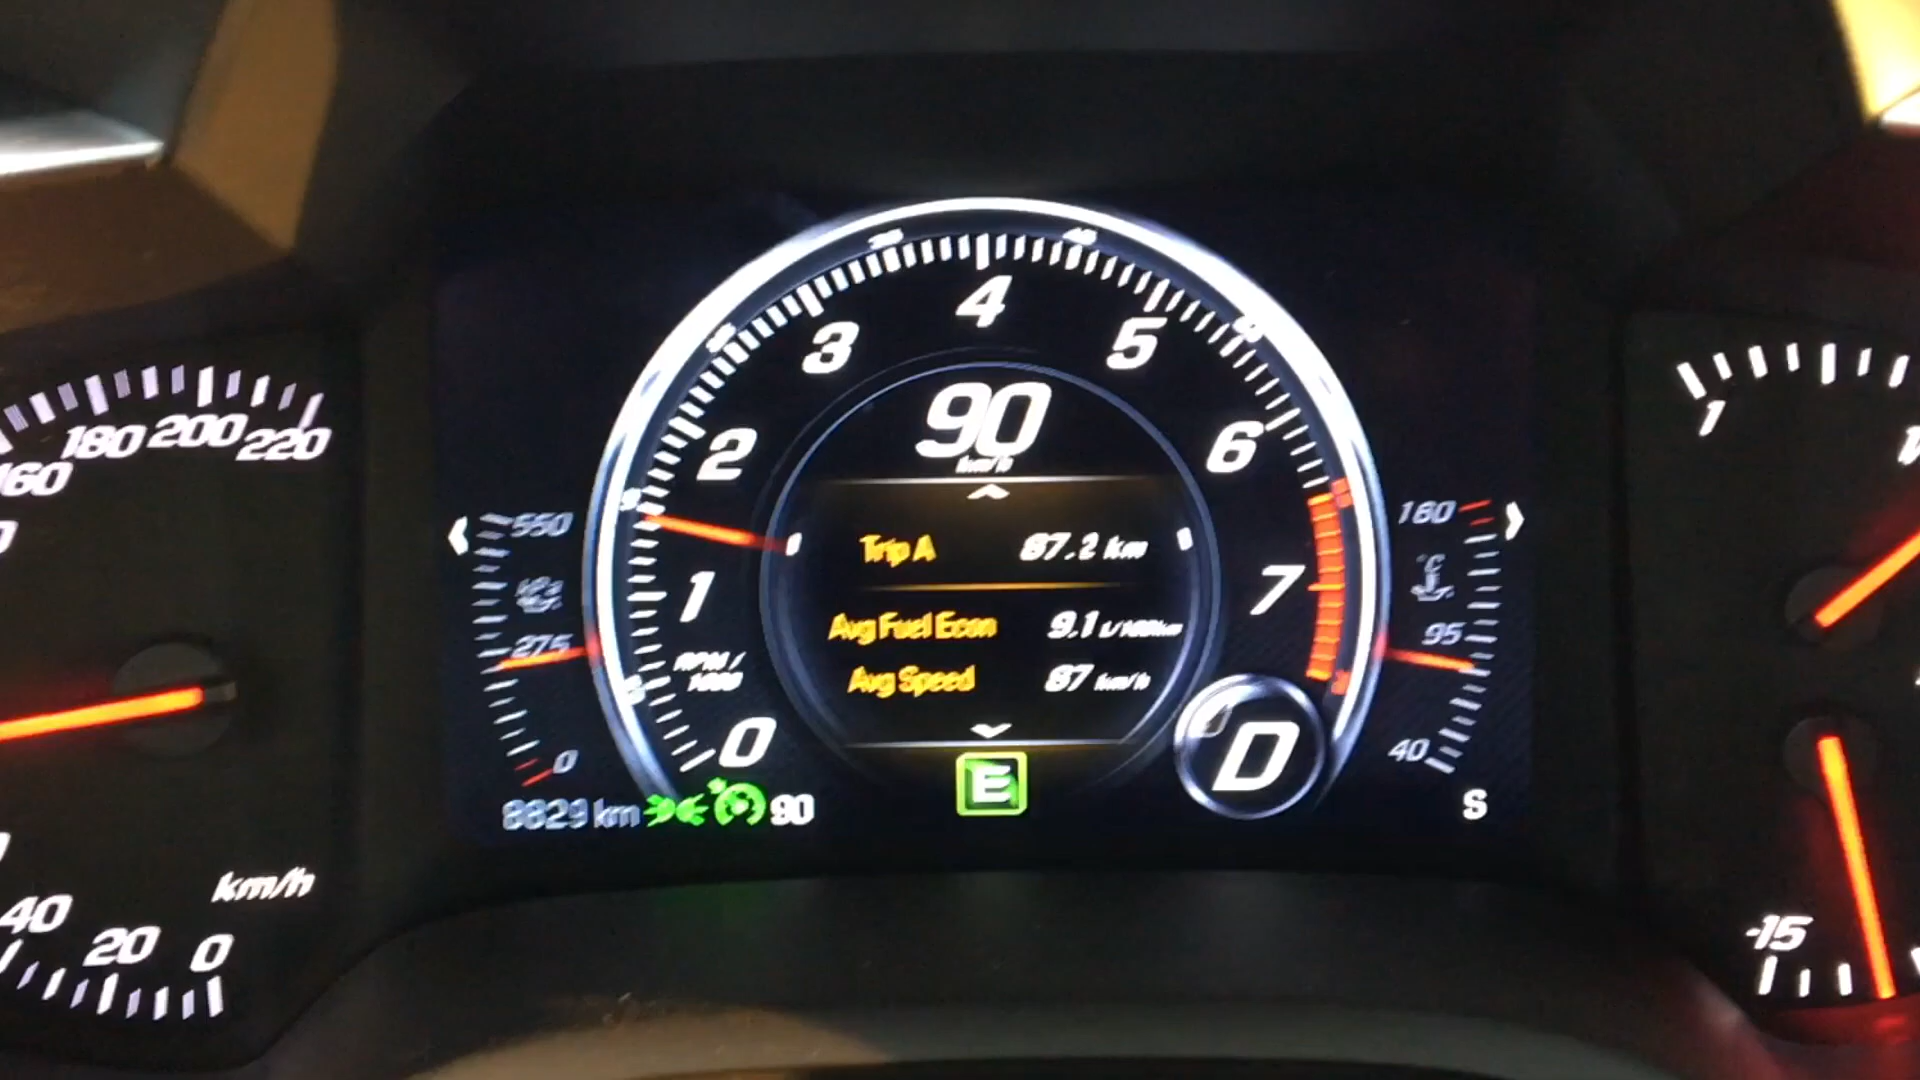 4
3
5
2
6
1
7
0
RPM /
1000
90
km/h
Trip A 87.2 km
Avg Fuel Econ 9.1 L/100km
Avg Speed 87 km/h
E
D
550
kPa
275
0
160
°C
95
40
S
8829 km 90
160
180
200
220
km/h
40
20
0
1
-15